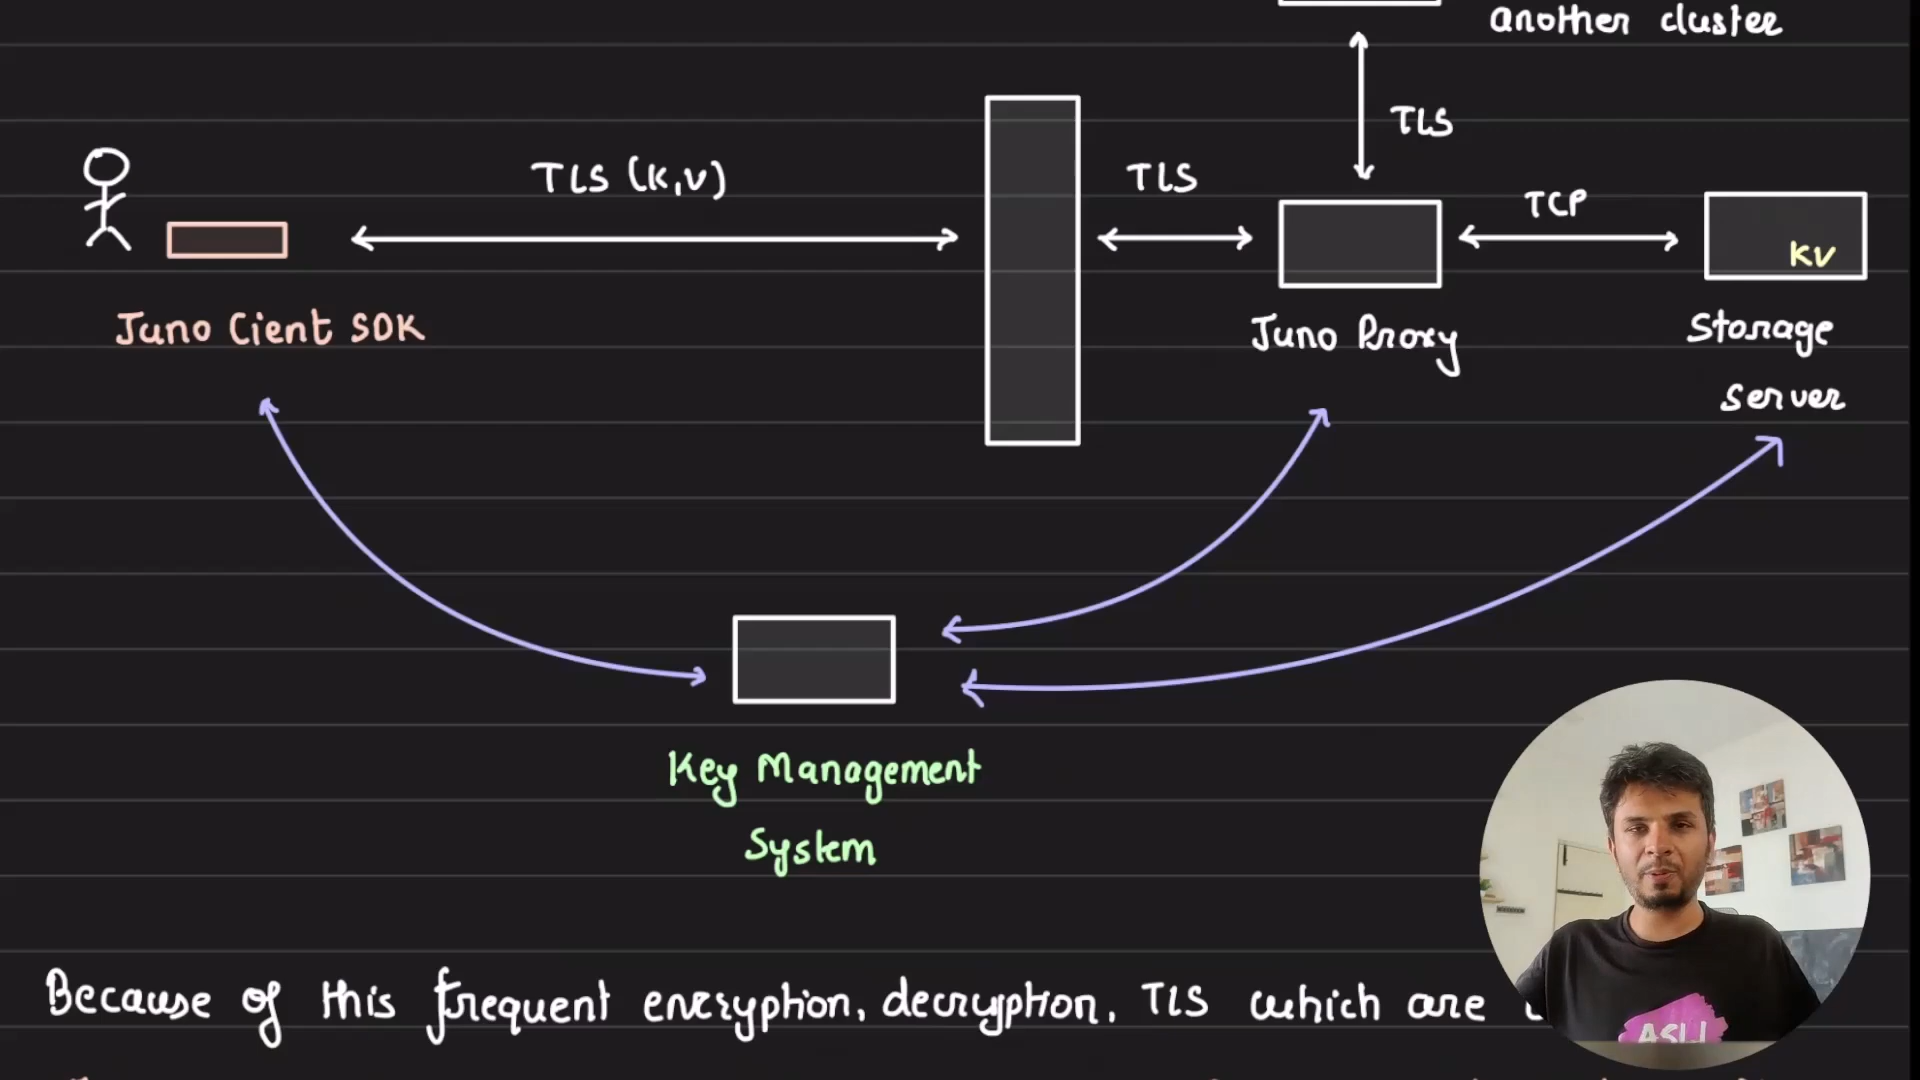 another cluster
TLS
TLS (K,V)
TLS
TCP
KV
Juno Cient SDK
Juno Proxy
Storage
Server
Key Management
System
Because of this frequent encryption, decryption, TLS which are